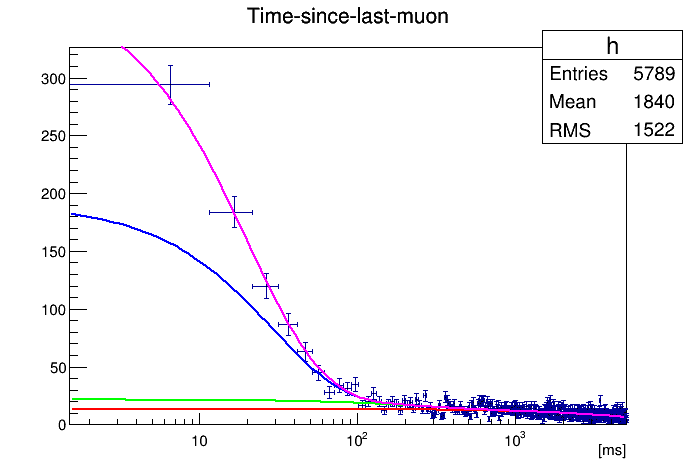 Time-since-last-muon
h
Entries 5789
Mean 1840
RMS 1522
300
250
200
150
100
50
0
10 10² 10³
[ms]